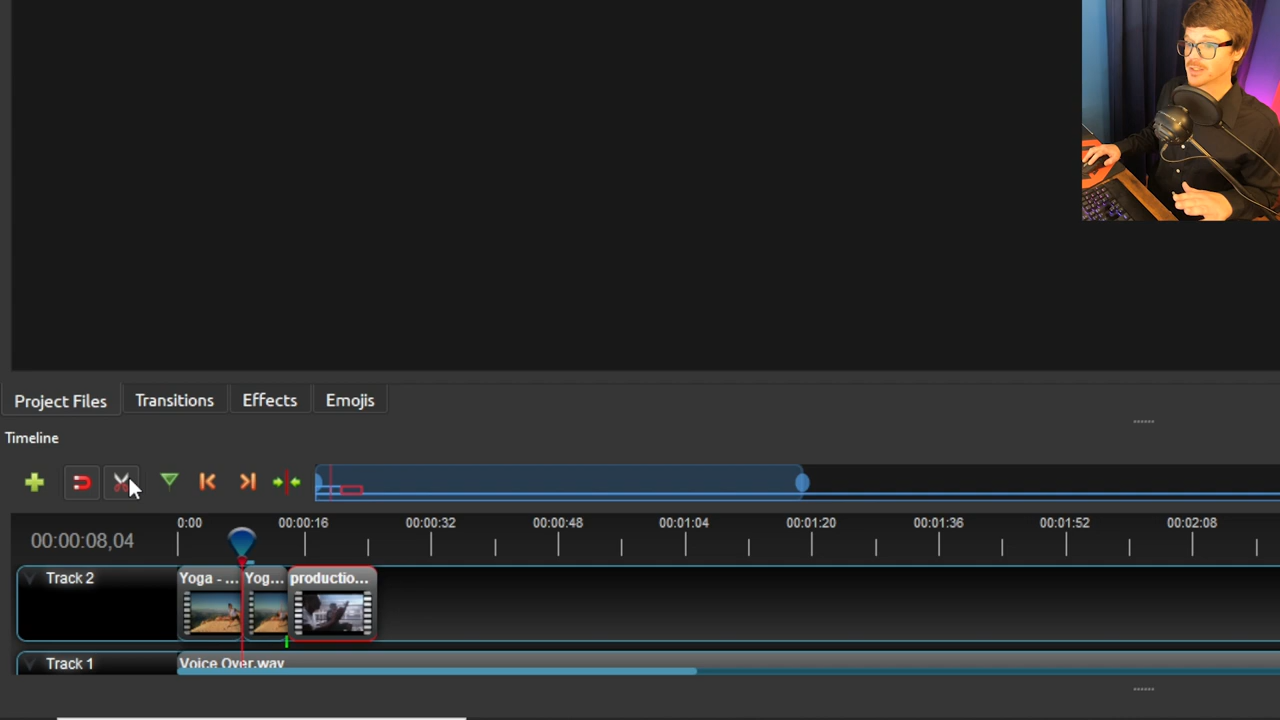 Project Files Transitions Effects Emojis
Timeline
00:00:08,04
0:00 00:00:16 00:00:32 00:00:48 00:01:04 00:01:20 00:01:36 00:01:52 00:02:08
Track 2 Yoga - ... Yog... productio...
Track 1 Voice Over.wav